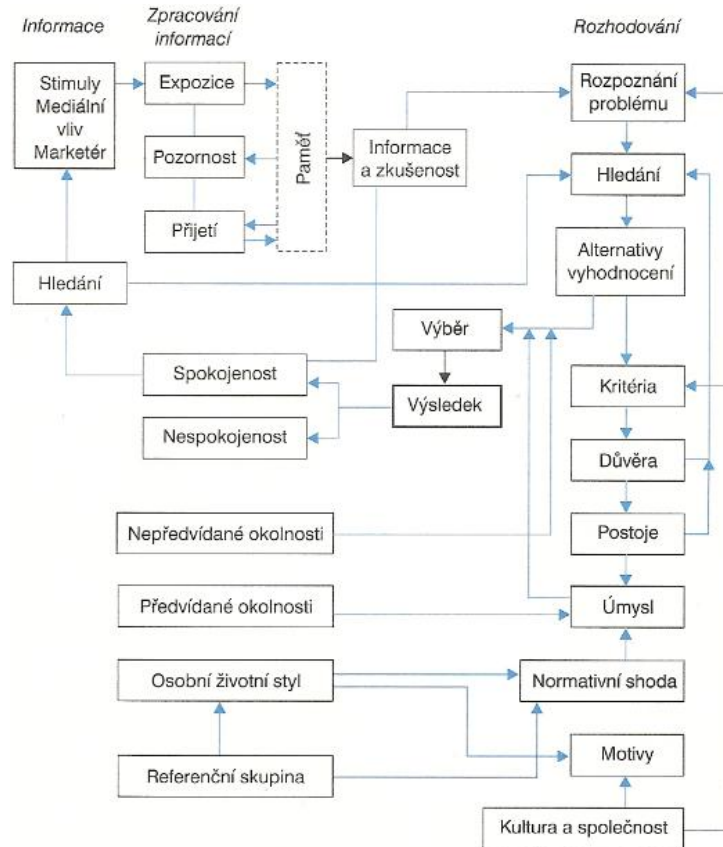 Informace
Zpracování
informací
Rozhodování
Stimuly
Mediální
vliv
Marketér
Expozice
Pozornost
Přijetí
Paměť
Informace
a zkušenost
Rozpoznání
problému
Hledání
Alternativy
vyhodnocení
Hledání
Výběr
Spokojenost
Výsledek
Kritéria
Nespokojenost
Důvěra
Nepředvídané okolnosti
Postoje
Předvídané okolnosti
Úmysl
Osobní životní styl
Normativní shoda
Referenční skupina
Motivy
Kultura a společnost